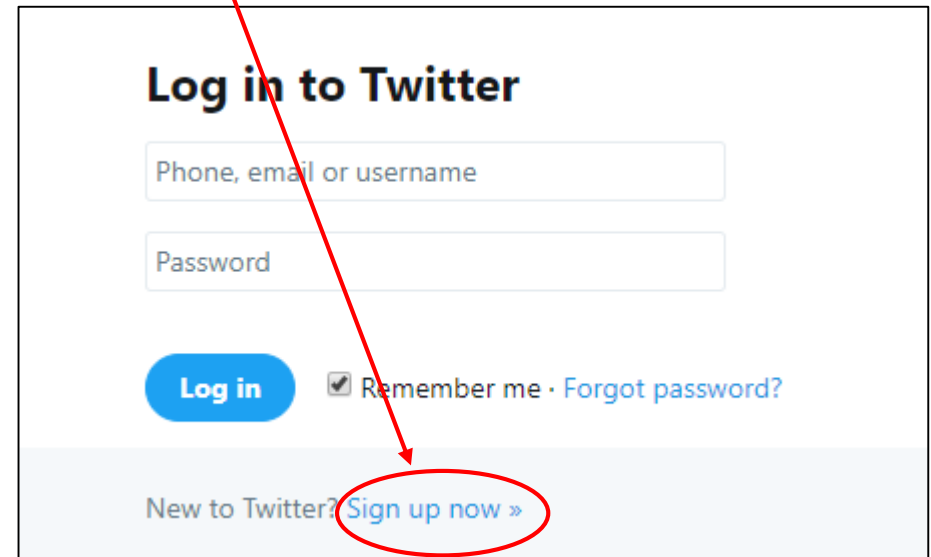 Log in to Twitter
Phone, email or username
Password
Log in Remember me · Forgot password?
New to Twitter? Sign up now »